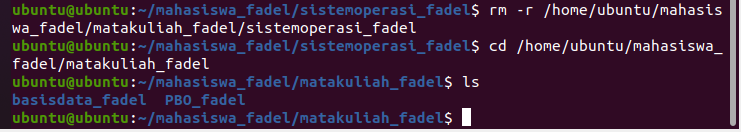 ubuntu@ubuntu:~/mahasiswa_fadel/sistemoperasi_fadel$ rm -r /home/ubuntu/mahasis
wa_fadel/matakuliah_fadel/sistemoperasi_fadel
ubuntu@ubuntu:~/mahasiswa_fadel/sistemoperasi_fadel$ cd /home/ubuntu/mahasiswa_
fadel/matakuliah_fadel
ubuntu@ubuntu:~/mahasiswa_fadel/matakuliah_fadel$ ls
basisdata_fadel  PBO_fadel
ubuntu@ubuntu:~/mahasiswa_fadel/matakuliah_fadel$